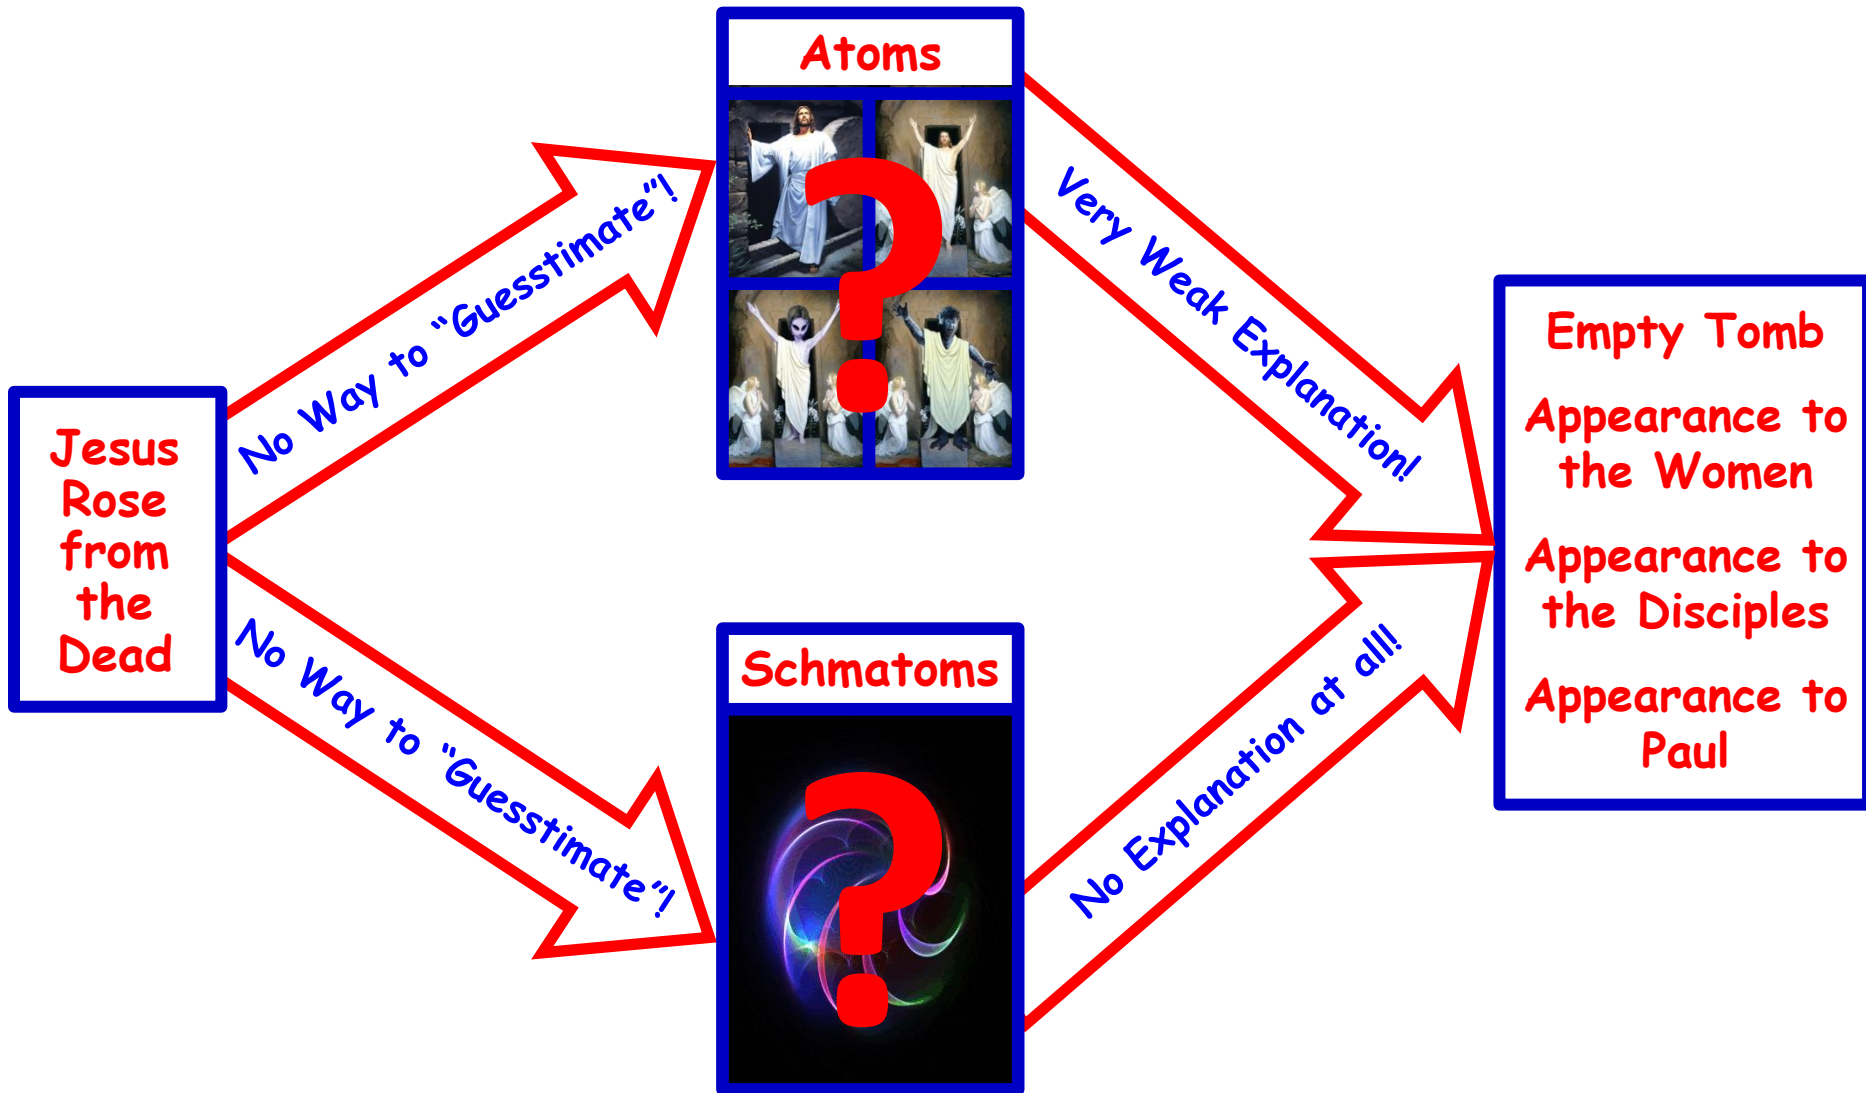 Atoms
No Way to “Guesstimate”!
Very Weak Explanation!
Jesus
Rose
from
the
Dead
Empty Tomb
Appearance to
the Women
Appearance to
the Disciples
Appearance to
Paul
No Way to “Guesstimate”!
Schmatoms
No Explanation at all!
?
?